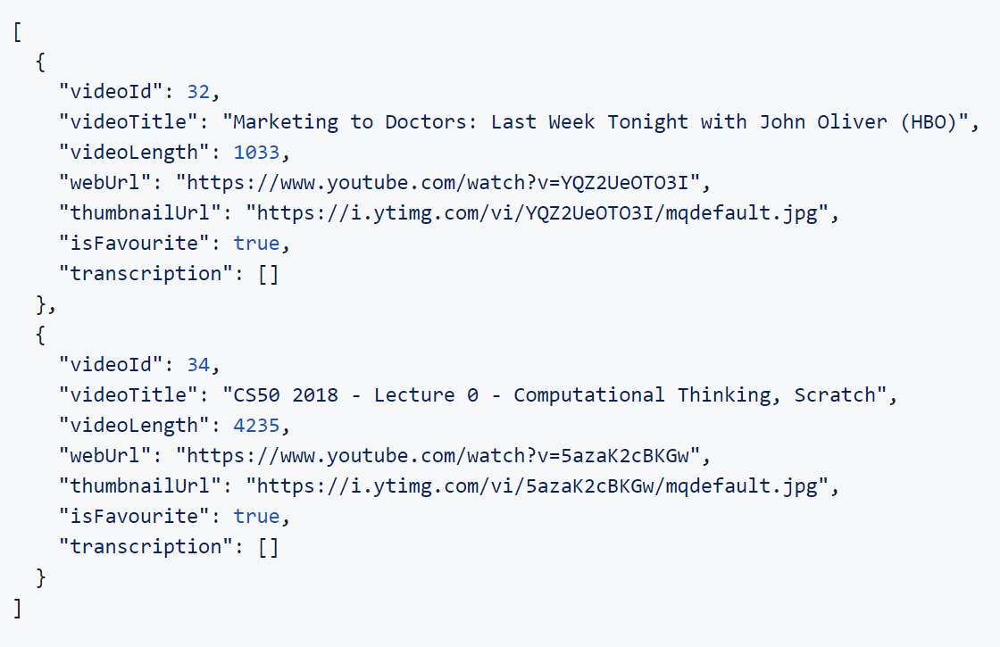 [
  {
    "videoId": 32,
    "videoTitle": "Marketing to Doctors: Last Week Tonight with John Oliver (HBO)",
    "videoLength": 1033,
    "webUrl": "https://www.youtube.com/watch?v=YQZ2UeOTO3I",
    "thumbnailUrl": "https://i.ytimg.com/vi/YQZ2UeOTO3I/mqdefault.jpg",
    "isFavourite": true,
    "transcription": []
  },
  {
    "videoId": 34,
    "videoTitle": "CS50 2018 - Lecture 0 - Computational Thinking, Scratch",
    "videoLength": 4235,
    "webUrl": "https://www.youtube.com/watch?v=5azaK2cBKGw",
    "thumbnailUrl": "https://i.ytimg.com/vi/5azaK2cBKGw/mqdefault.jpg",
    "isFavourite": true,
    "transcription": []
  }
]